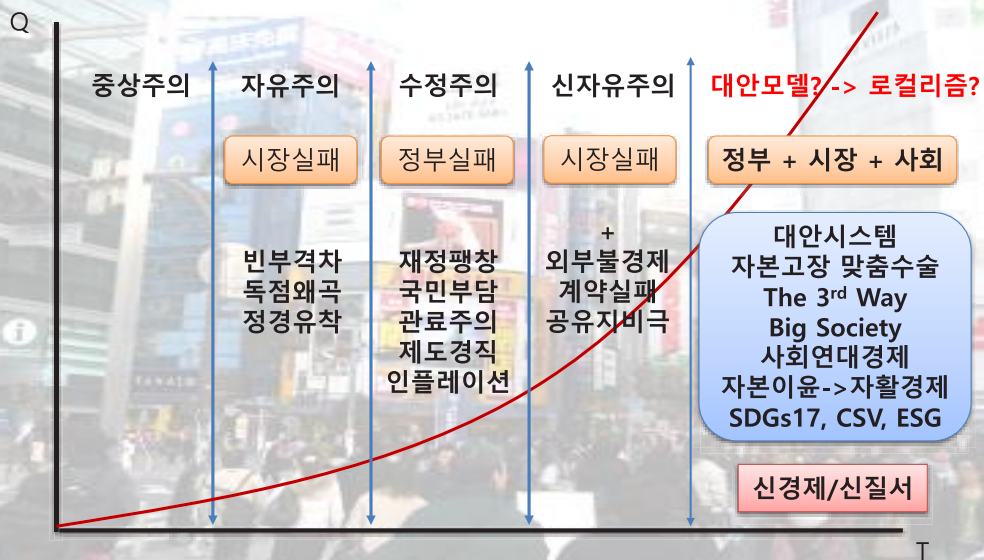 Q
중상주의
자유주의
수정주의
신자유주의
대안모델? -> 로컬리즘?
시장실패
정부실패
시장실패
정부 + 시장 + 사회
빈부격차
독점왜곡
정경유착
재정팽창
국민부담
관료주의
제도경직
인플레이션
+
외부불경제
계약실패
공유지비극
대안시스템
자본고장 맞춤수술
The 3rd Way
Big Society
사회연대경제
자본이윤->자활경제
SDGs17, CSV, ESG
신경제/신질서
T